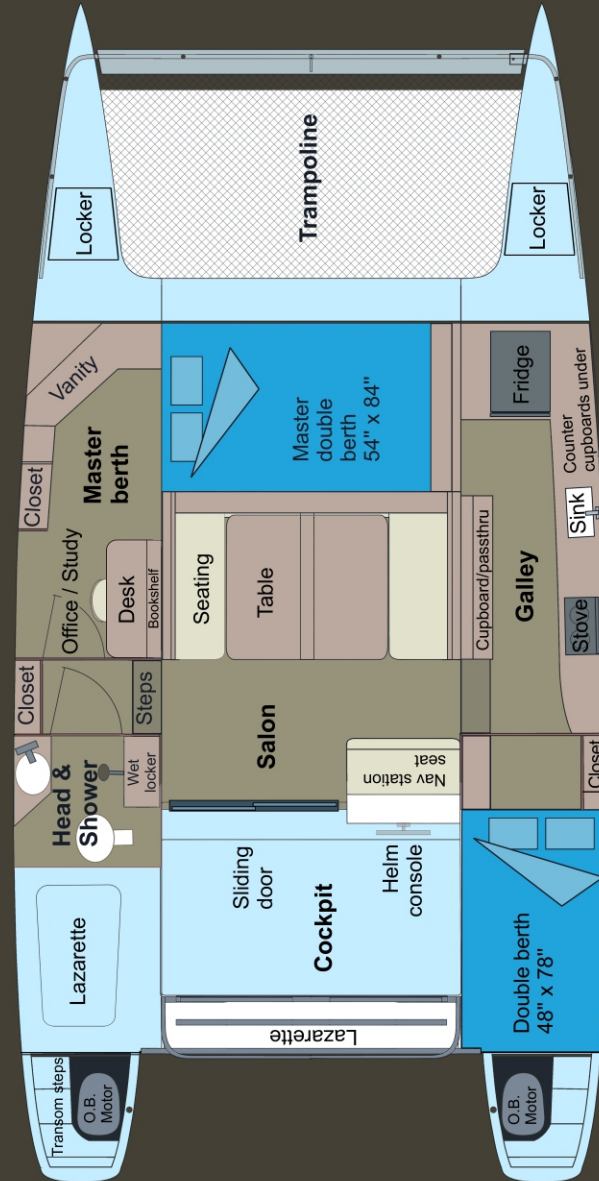 Locker
Trampoline
Locker
Vanity
Closet
Master
berth
Master
double
berth
54" x 84"
Fridge
Counter
cupboards under
Office / Study
Desk
Bookshelf
Seating
Table
Cupboard/passthru
Galley
Sink
Stove
Closet
Steps
Salon
Nav station
seat
Closet
Head &
Shower
Wet
locker
Sliding
door
Helm
console
Cockpit
Lazarette
Lazarette
Double berth
48" x 78"
Transom steps
O.B.
Motor
O.B.
Motor